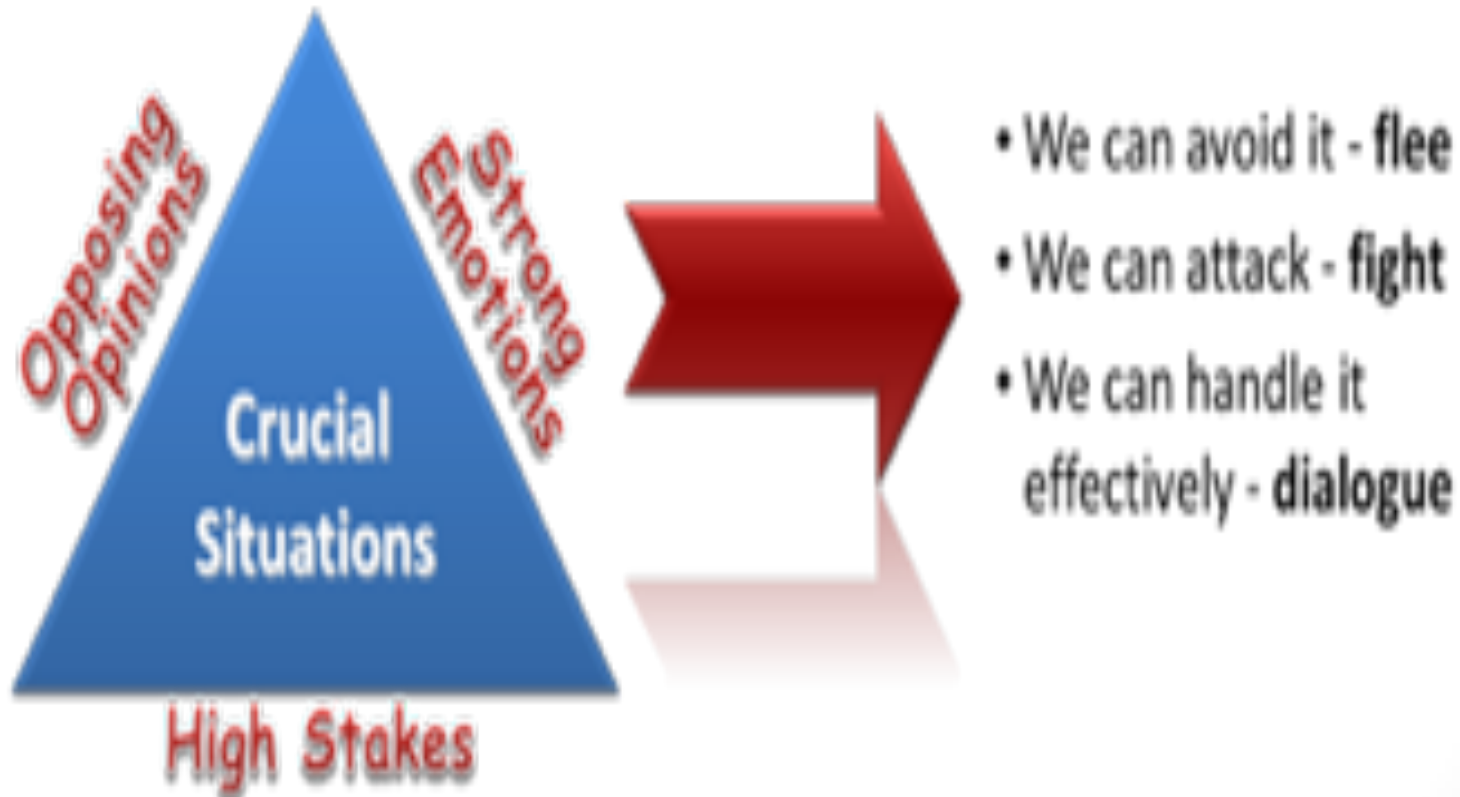 Opposing
Opinions
Strong
Emotions
Crucial
Situations
High Stakes
• We can avoid it - flee
• We can attack - fight
• We can handle it
effectively - dialogue